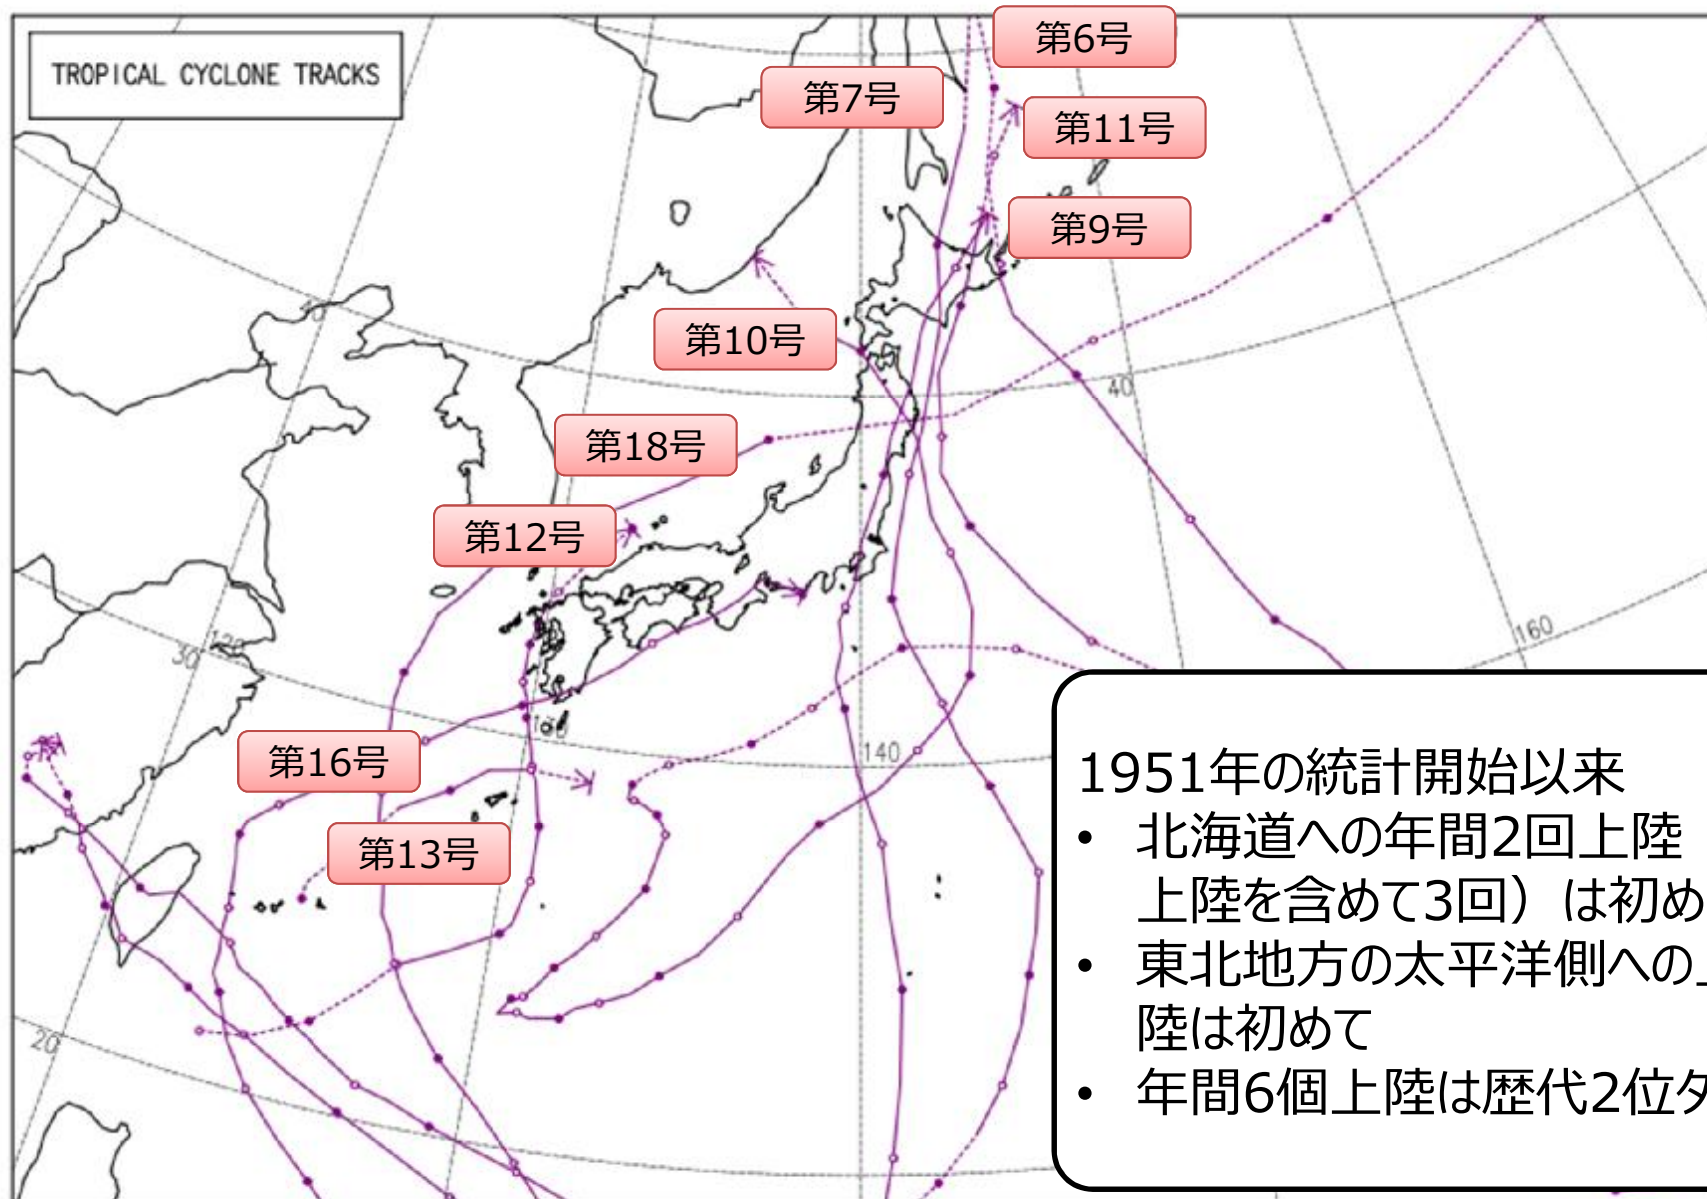 TROPICAL CYCLONE TRACKS
第6号
第7号
第11号
第9号
第10号
40
40
第18号
第12号
160
120
30
130
140
第16号
第13号
20
1951年の統計開始以来
• 北海道への年間2回上陸
上陸を含めて3回）は初め
• 東北地方の太平洋側への上
陸は初めて
• 年間6個上陸は歴代2位タ